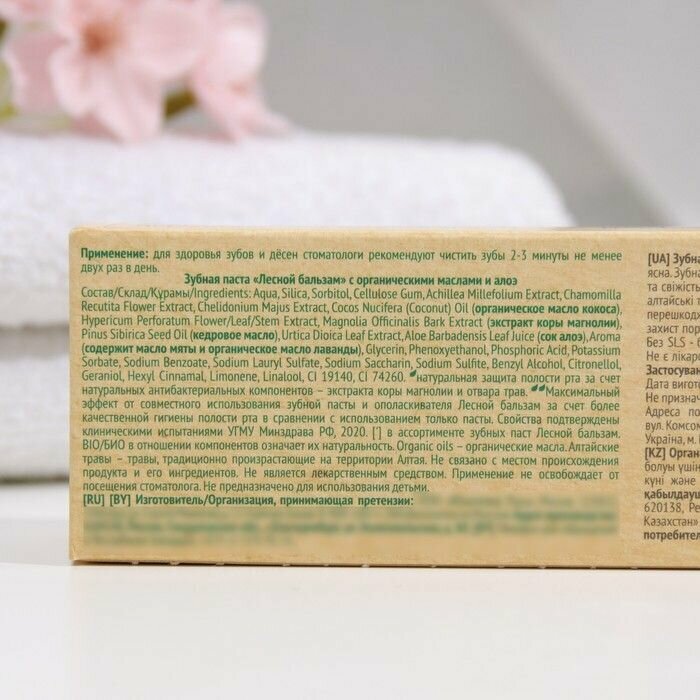 Применение: для здоровья зубов и дёсен стоматологи рекомендуют чистить зубы 2-3 минуты не менее
двух раз в день.
Зубная паста «Лесной бальзам» с органическими маслами и алоэ
Состав/Склад/Құрамы/Ingredients: Aqua, Silica, Sorbitol, Cellulose Gum, Achillea Millefolium Extract, Chamomilla
Recutita Flower Extract, Chelidonium Majus Extract, Cocos Nucifera (Coconut) Oil (органическое масло кокоса),
Hypericum Perforatum Flower/Leaf/Stem Extract, Magnolia Officinalis Bark Extract (экстракт коры магнолии),
Pinus Sibirica Seed Oil (кедровое масло), Urtica Dioica Leaf Extract, Aloe Barbadensis Leaf Juice (сок алоэ), Aroma
(содержит масло мяты и органическое масло лаванды), Glycerin, Phenoxyethanol, Phosphoric Acid, Potassium
Sorbate, Sodium Benzoate, Sodium Lauryl Sulfate, Sodium Saccharin, Sodium Sulfite, Benzyl Alcohol, Citronellol,
Geraniol, Hexyl Cinnamal, Limonene, Linalool, CI 19140, CI 74260. натуральная защита полости рта за счет
натуральных антибактериальных компонентов – экстракта коры магнолии и отвара трав. Максимальный
эффект от совместного использования зубной пасты и ополаскивателя Лесной бальзам за счет более
качественной гигиены полости рта в сравнении с использованием только пасты. Свойства подтверждены
клиническими испытаниями УГМУ Минздрава РФ, 2020. [*] в ассортименте зубных паст Лесной бальзам.
BIO/БИО в отношении компонентов означает их натуральность. Organic oils – органические масла. Алтайские
травы – травы, традиционно произрастающие на территории Алтая. Не связано с местом происхождения
продукта и его ингредиентов. Не является лекарственным средством. Применение не освобождает от
посещения стоматолога. Не предназначено для использования детьми.
[RU] [BY] Изготовитель/Организация, принимающая претензии:
[UA] Зубна
ясна. Зубна
та свіжість
алтайські
перешкодж
захист пор
Без SLS - б
Не є лікарс
Застосуван
Дата вигот
Не признач
Адреса по
вул. Комсом
Україна, м.
[KZ] Орган
болуы үші
күні және
қабылдауш
620138, Ре
Казахстан»
потребител